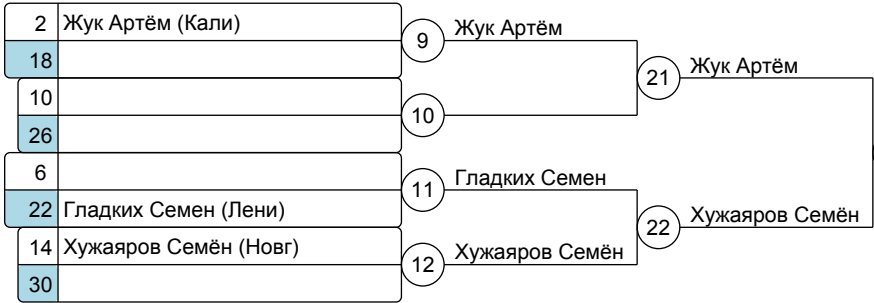 2 Жук Артём (Кали)
18
9 Жук Артём
10
26
10
21 Жук Артём
6
22 Гладких Семен (Лени)
11 Гладких Семен
14 Хужаяров Семён (Новг)
30
12 Хужаяров Семён
22 Хужаяров Семён